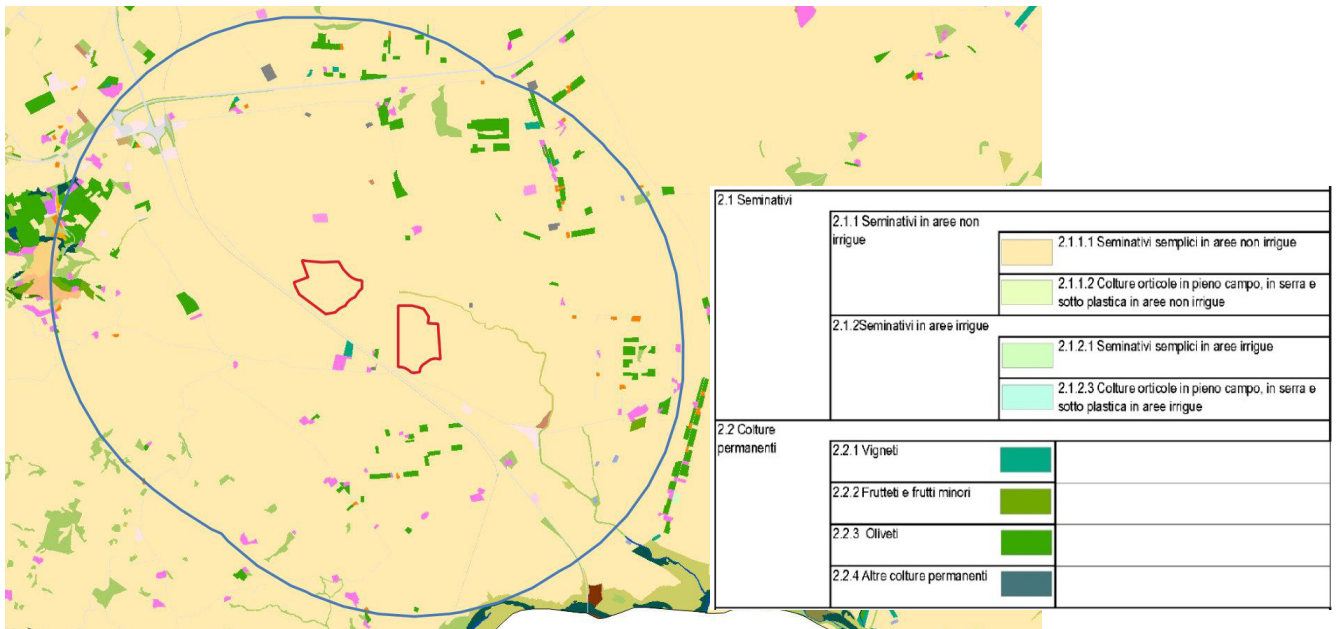 2.1 Seminativi
2.1.1 Seminativi in aree non
irrigue
2.1.1.1 Seminativi semplici in aree non irrigue
2.1.1.2 Colture orticole in pieno campo, in serra e
sotto plastica in aree non irrigue
2.1.2Seminativi in aree irrigue
2.1.2.1 Seminativi semplici in aree irrigue
2.1.2.3 Colture orticole in pieno campo, in serra e
sotto plastica in aree irrigue
2.2 Colture
permanenti
2.2.1 Vigneti
2.2.2 Frutteti e frutti minori
2.2.3 Oliveti
2.2.4 Altre colture permanenti